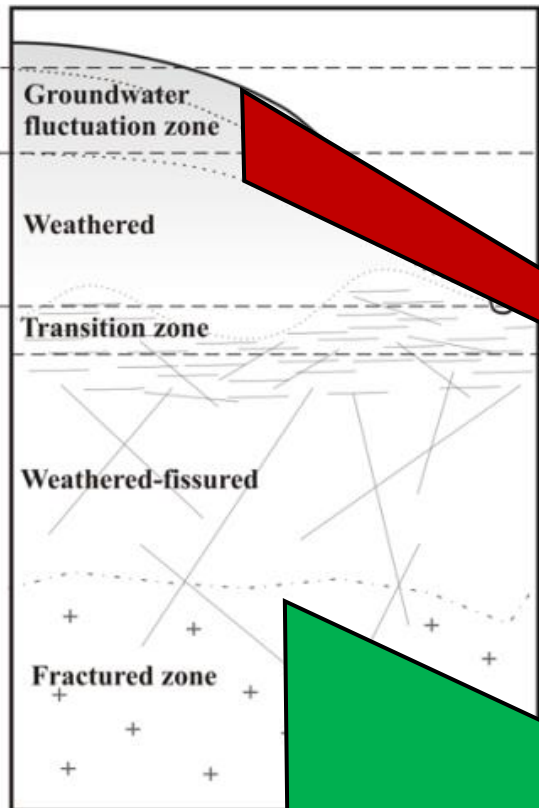 Groundwater
fluctuation zone
Weathered
Transition zone
Weathered-fissured
Fractured zone